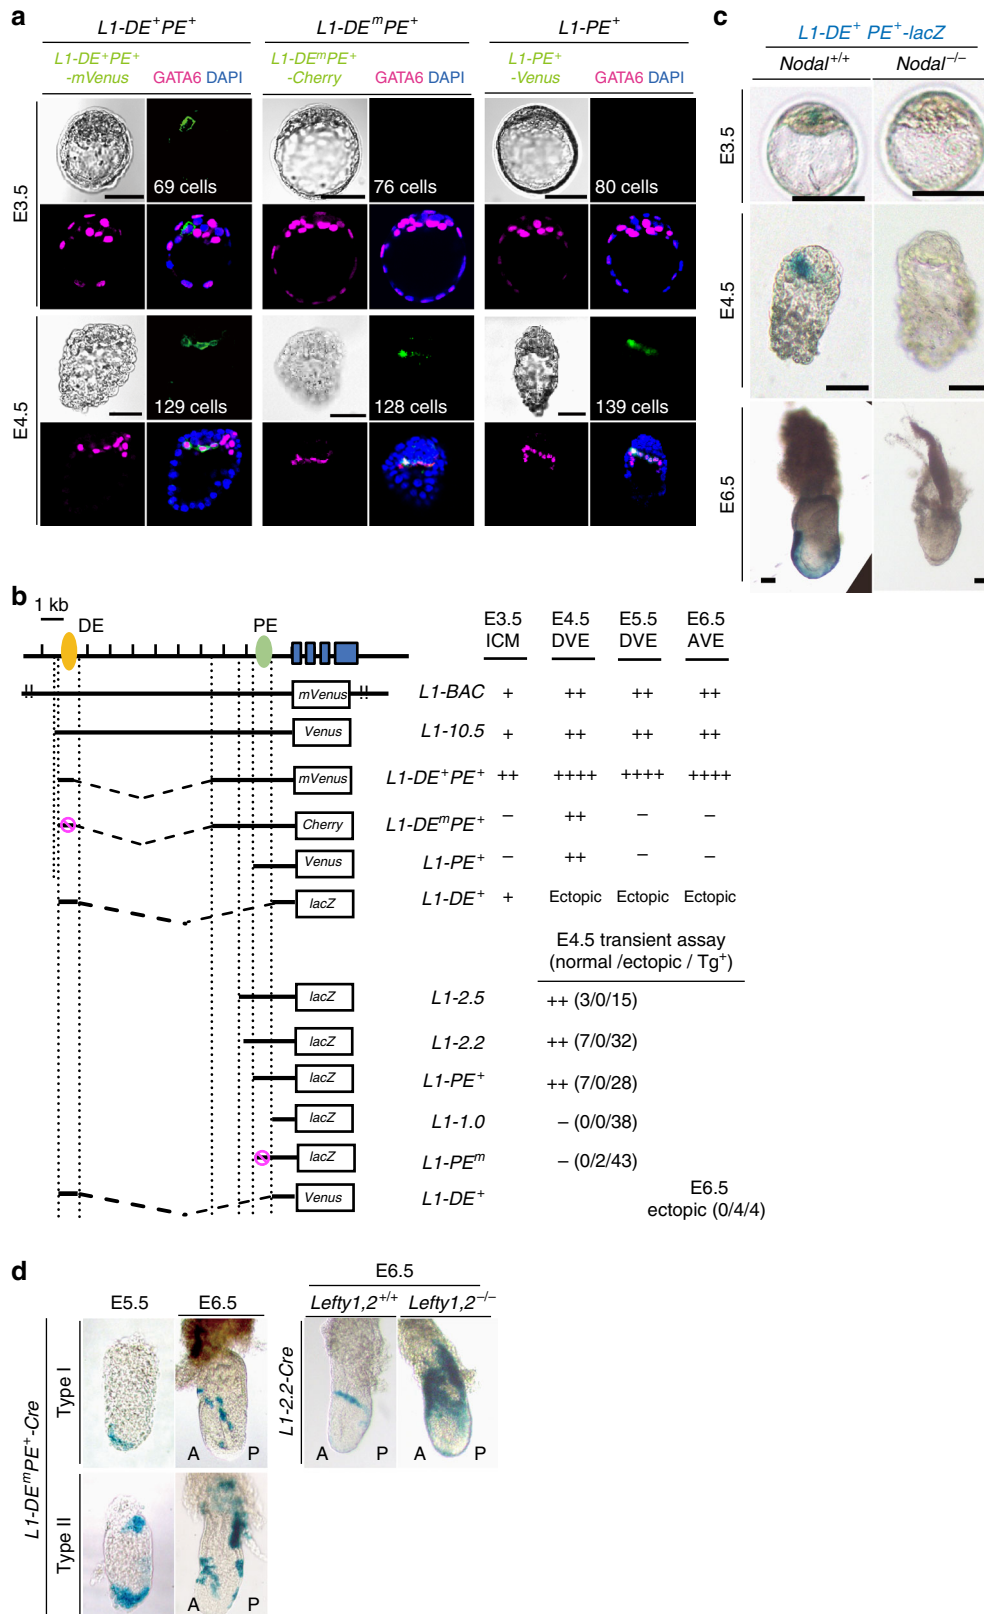 a
L1-DE⁺PE⁺
L1-DEᵐPE⁺
L1-PE⁺
L1-DE⁺PE⁺
-mVenus
GATA6 DAPI
L1-DEᵐPE⁺
-Cherry
GATA6 DAPI
L1-PE⁺
-Venus
GATA6 DAPI
E3.5
69 cells
76 cells
80 cells
E4.5
129 cells
128 cells
139 cells
c
L1-DE⁺ PE⁺-lacZ
Nodal⁺/⁺
Nodal⁻/⁻
E3.5
E4.5
E6.5
b
1 kb
DE
PE
E3.5
ICM
E4.5
DVE
E5.5
DVE
E6.5
AVE
mVenus L1-BAC + ++ ++ ++
Venus L1-10.5 + ++ ++ ++
mVenus L1-DE⁺PE⁺ ++ ++++ ++++ ++++
Cherry L1-DEᵐPE⁺ – ++ – –
Venus L1-PE⁺ – ++ – –
lacZ L1-DE⁺ + Ectopic Ectopic Ectopic
E4.5 transient assay
(normal /ectopic / Tg⁺)
lacZ L1-2.5 ++ (3/0/15)
lacZ L1-2.2 ++ (7/0/32)
lacZ L1-PE⁺ ++ (7/0/28)
lacZ L1-1.0 – (0/0/38)
lacZ L1-PEᵐ – (0/2/43)
Venus L1-DE⁺
E6.5
ectopic (0/4/4)
d
L1-DEᵐPE⁺-Cre
E5.5
E6.5
Type I
A P
Type II
A P
E6.5
Lefty1,2⁺/⁺
Lefty1,2⁻/⁻
L1-2.2-Cre
A P
A P